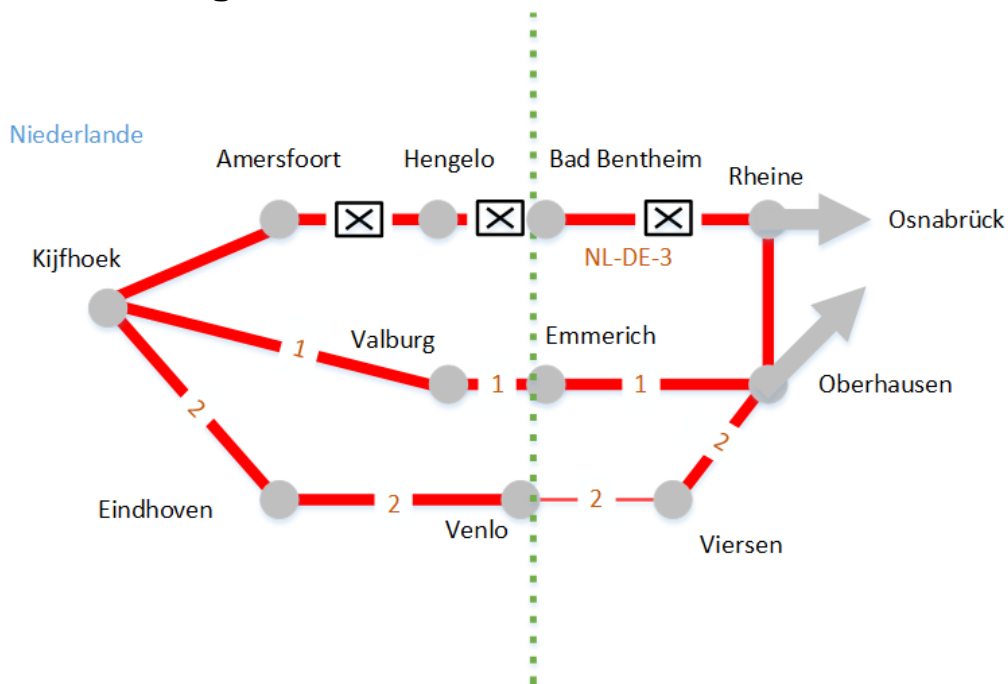 Niederlande
Amersfoort
Hengelo
Bad Bentheim
Rheine
Osnabrück
NL-DE-3
Kijfhoek
1
Valburg
Emmerich
1
1
Oberhausen
2
2
Eindhoven
2
Venlo
2
Viersen